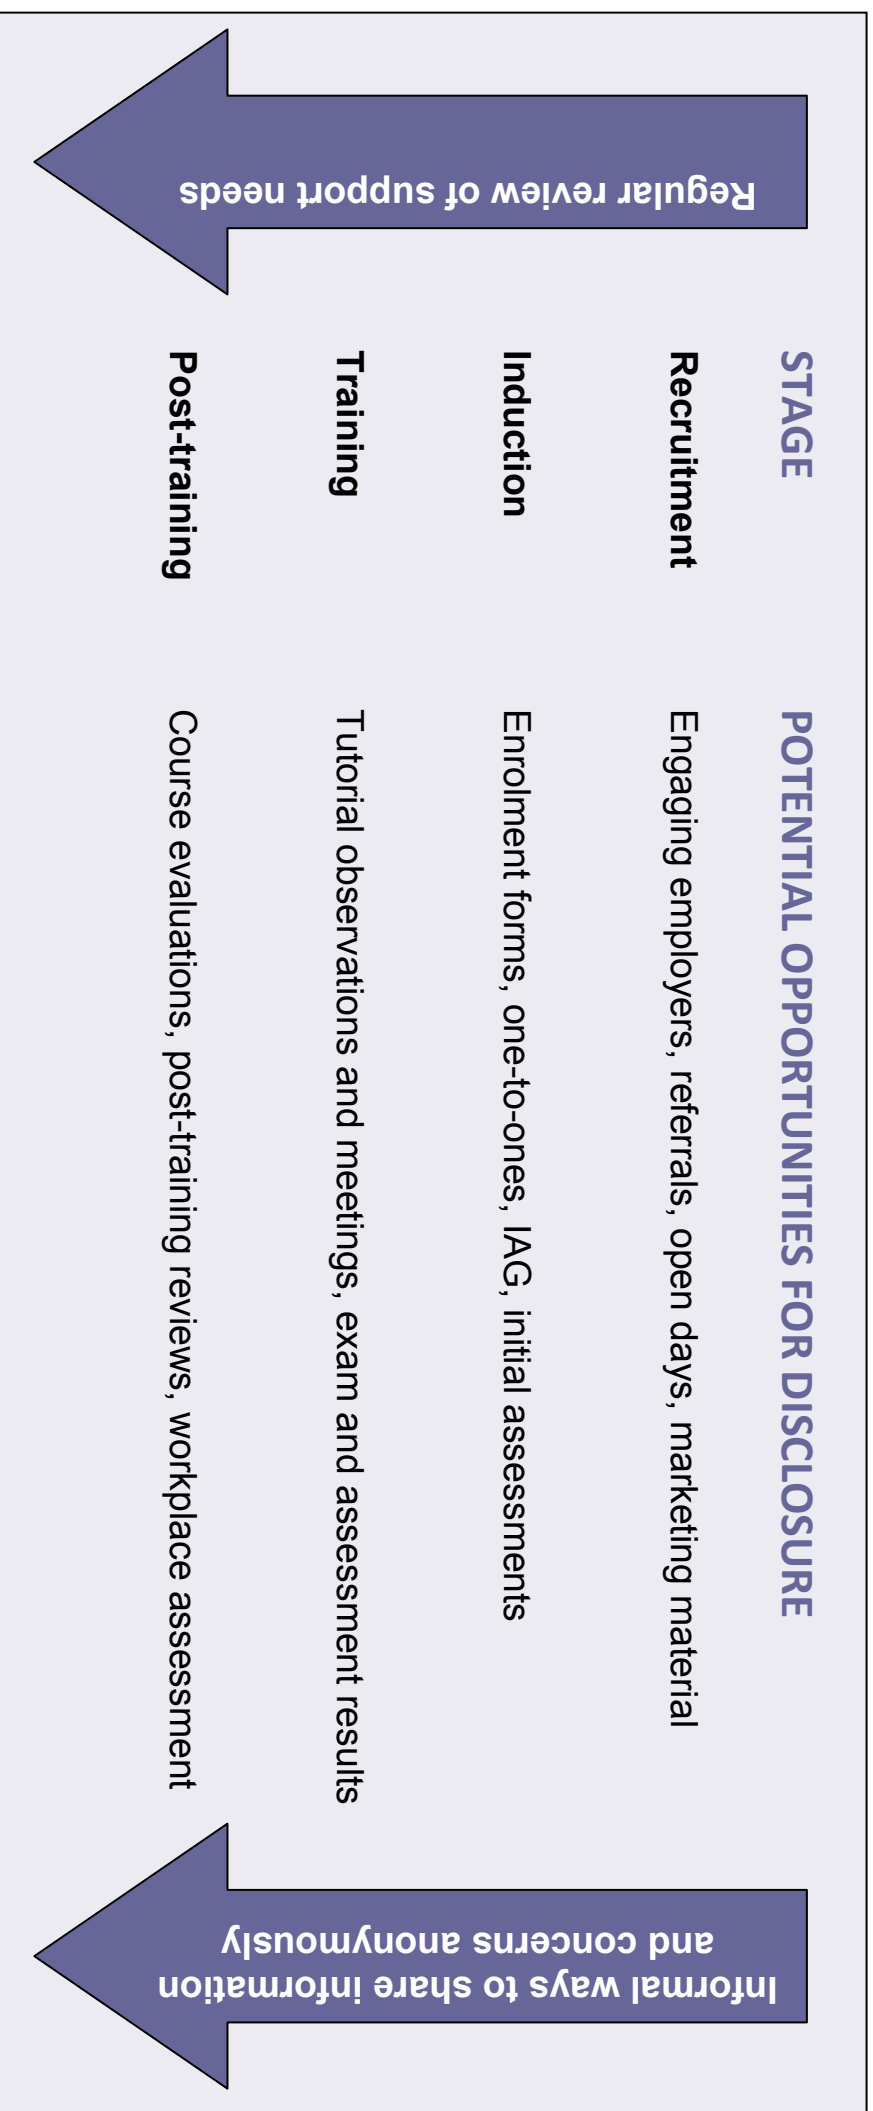 Regular review of support needs
STAGE
POTENTIAL OPPORTUNITIES FOR DISCLOSURE
Recruitment
Engaging employers, referrals, open days, marketing material
Induction
Enrolment forms, one-to-ones, IAG, initial assessments
Training
Tutorial observations and meetings, exam and assessment results
Post-training
Course evaluations, post-training reviews, workplace assessment
Informal ways to share information
and concerns anonymously